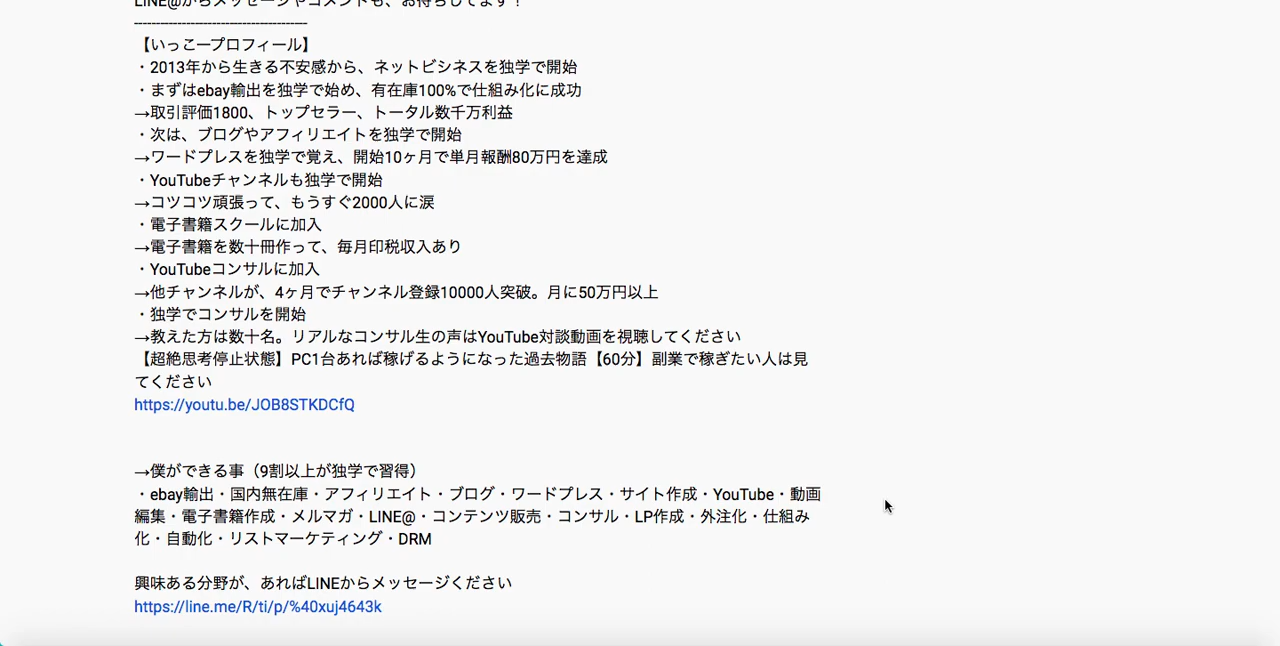 LINE@からメッセージやコメントも、お待ちしてます！
----------------------------------------
【いっこープロフィール】
・2013年から生きる不安感から、ネットビジネスを独学で開始
・まずはebay輸出を独学で始め、有在庫100%で仕組み化に成功
→取引評価1800、トップセラー、トータル数千万利益
・次は、ブログやアフィリエイトを独学で開始
→ワードプレスを独学で覚え、開始10ヶ月で単月報酬80万円を達成
・YouTubeチャンネルも独学で開始
→コツコツ頑張って、もうすぐ2000人に涙
・電子書籍スクールに加入
→電子書籍を数十冊作って、毎月印税収入あり
・YouTubeコンサルに加入
→他チャンネルが、4ヶ月でチャンネル登録10000人突破。月に50万円以上
・独学でコンサルを開始
→教えた方は数十名。リアルなコンサル生の声はYouTube対談動画を視聴してください
【超絶思考停止状態】PC1台あれば稼げるようになった過去物語【60分】副業で稼ぎたい人は見
てください
https://youtu.be/JOB8STKDCfQ
→僕ができる事（9割以上が独学で習得）
・ebay輸出・国内無在庫・アフィリエイト・ブログ・ワードプレス・サイト作成・YouTube・動画
編集・電子書籍作成・メルマガ・LINE@・コンテンツ販売・コンサル・LP作成・外注化・仕組み
化・自動化・リストマーケティング・DRM
興味ある分野が、あればLINEからメッセージください
https://line.me/R/ti/p/%40xuj4643k